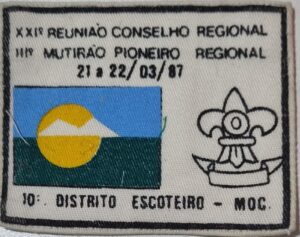 XXIª REUNIÃO CONSELHO REGIONAL
IIIº MUTIRÃO PIONEIRO REGIONAL
21 a 22/03/87
10º. DISTRITO ESCOTEIRO - MOC.